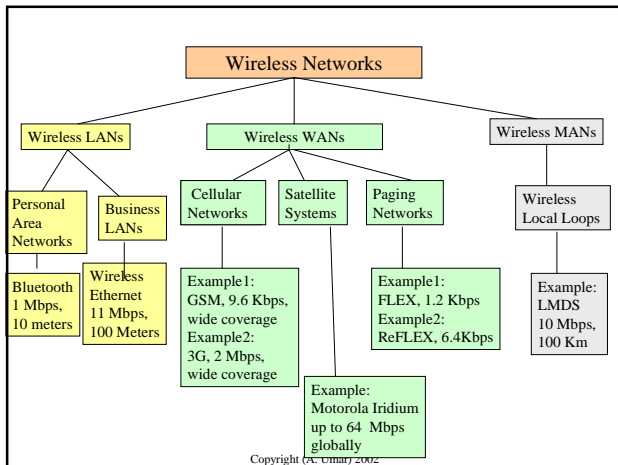 Wireless Networks
Wireless LANs
Wireless WANs
Wireless MANs
Personal
Area
Networks
Business
LANs
Cellular
Networks
Satellite
Systems
Paging
Networks
Wireless
Local Loops
Bluetooth
1 Mbps,
10 meters
Wireless
Ethernet
11 Mbps,
100 Meters
Example1:
GSM, 9.6 Kbps,
wide coverage
Example2:
3G, 2 Mbps,
wide coverage
Example1:
FLEX, 1.2 Kbps
Example2:
ReFLEX, 6.4Kbps
Example:
LMDS
10 Mbps,
100 Km
Example:
Motorola Iridium
up to 64 Mbps
globally
Copyright (A. Umar) 2002